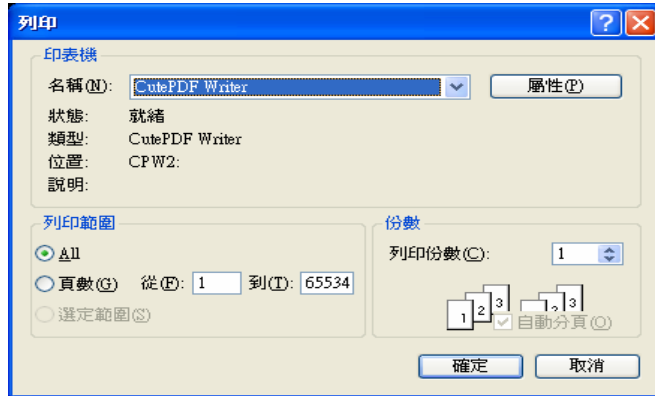 列印
印表機
名稱(N): CutePDF Writer 屬性(P)
狀態: 就緒
類型: CutePDF Writer
位置: CPW2:
說明:
列印範圍
All
頁數(G) 從(F): 1 到(T): 65534
選定範圍(S)
份數
列印份數(C): 1
1 2 3 2 3
自動分頁(O)
確定 取消